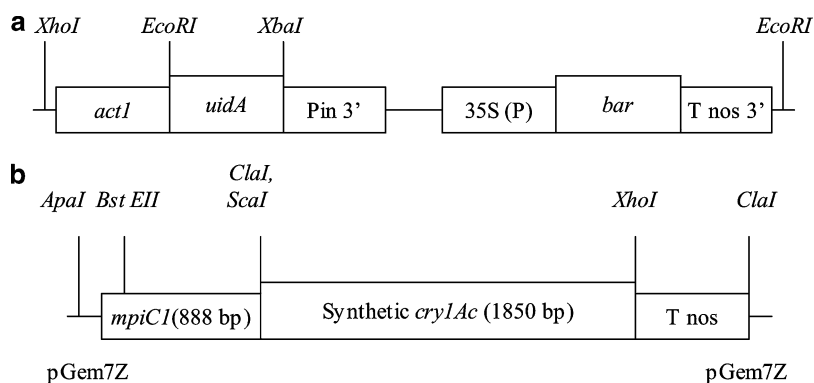 a
XhoI EcoRI XbaI EcoRI
act1 uidA Pin 3’ 35S (P) bar T nos 3’
b
ClaI,
ApaI Bst EII ScaI XhoI ClaI
mpiC1(888 bp) Synthetic cry1Ac (1850 bp) T nos
pGem7Z pGem7Z